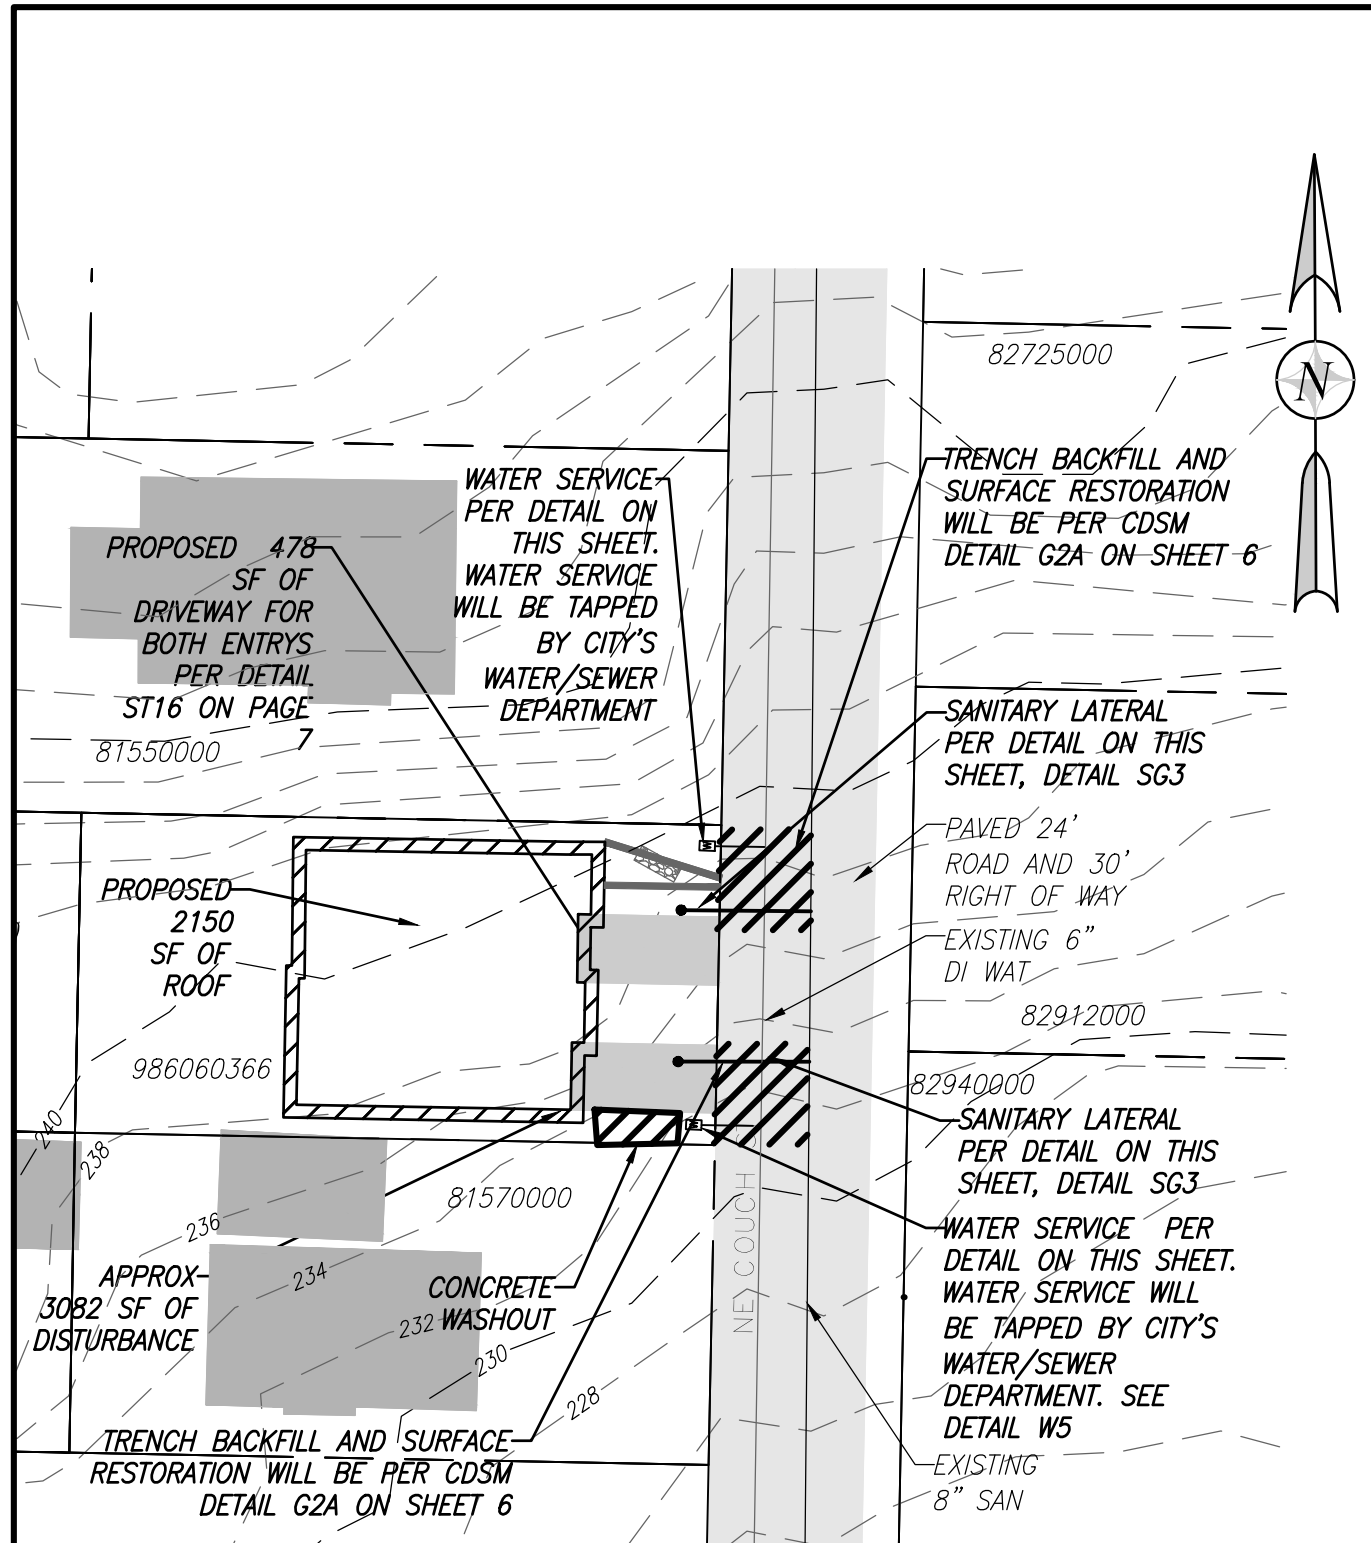 82725000
N
WATER SERVICE
PER DETAIL ON
THIS SHEET.
WATER SERVICE
WILL BE TAPPED
BY CITY'S
WATER/SEWER
DEPARTMENT
TRENCH BACKFILL AND
SURFACE RESTORATION
WILL BE PER CDSM
DETAIL G2A ON SHEET 6
PROPOSED 478
SF OF
DRIVEWAY FOR
BOTH ENTRYS
PER DETAIL
ST16 ON PAGE
7
81550000
SANITARY LATERAL
PER DETAIL ON THIS
SHEET, DETAIL SG3
PAVED 24'
ROAD AND 30'
RIGHT OF WAY
W
PROPOSED
2150
SF OF
ROOF
EXISTING 6"
DI WAT
82912000
986060366
82940000
SANITARY LATERAL
PER DETAIL ON THIS
SHEET, DETAIL SG3
W
240
238
236
234
232
230
228
81570000
NE COUCH
WATER SERVICE PER
DETAIL ON THIS SHEET.
WATER SERVICE WILL
BE TAPPED BY CITY'S
WATER/SEWER
DEPARTMENT. SEE
DETAIL W5
APPROX
3082 SF OF
DISTURBANCE
CONCRETE
WASHOUT
TRENCH BACKFILL AND SURFACE
RESTORATION WILL BE PER CDSM
DETAIL G2A ON SHEET 6
EXISTING
8" SAN